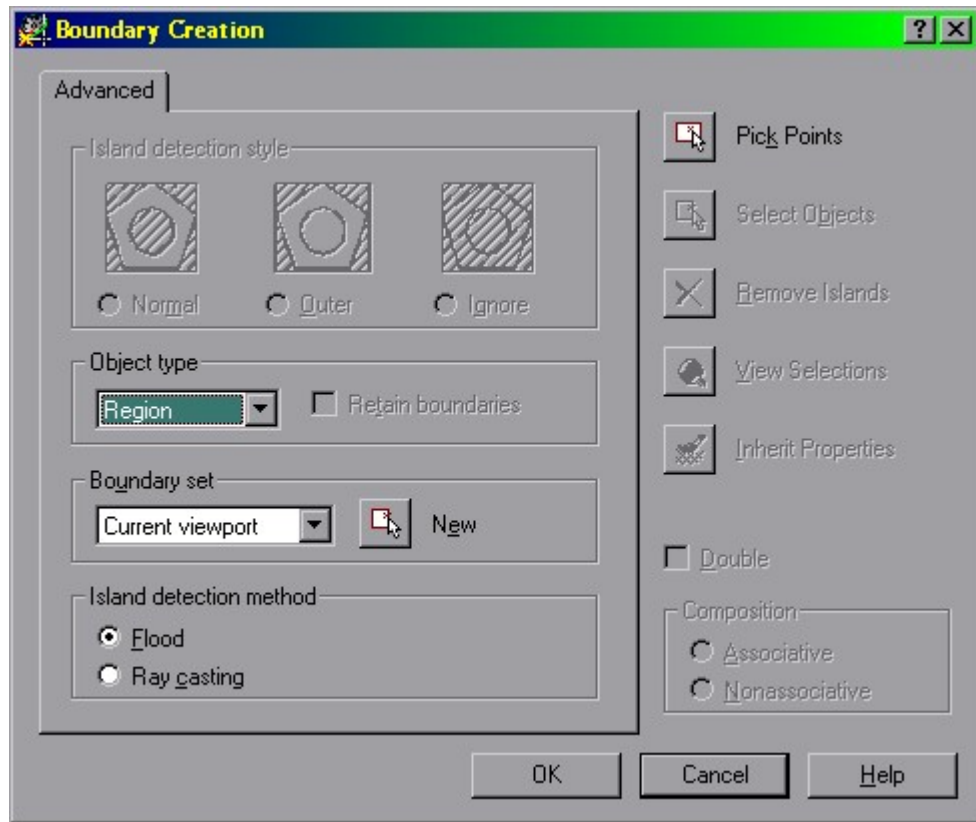 Boundary Creation
Advanced
Island detection style
Normal
Outer
Ignore
Object type
Region
Retain boundaries
Boundary set
Current viewport
New
Island detection method
Flood
Ray casting
Pick Points
Select Objects
Remove Islands
View Selections
Inherit Properties
Double
Composition
Associative
Nonassociative
OK
Cancel
Help